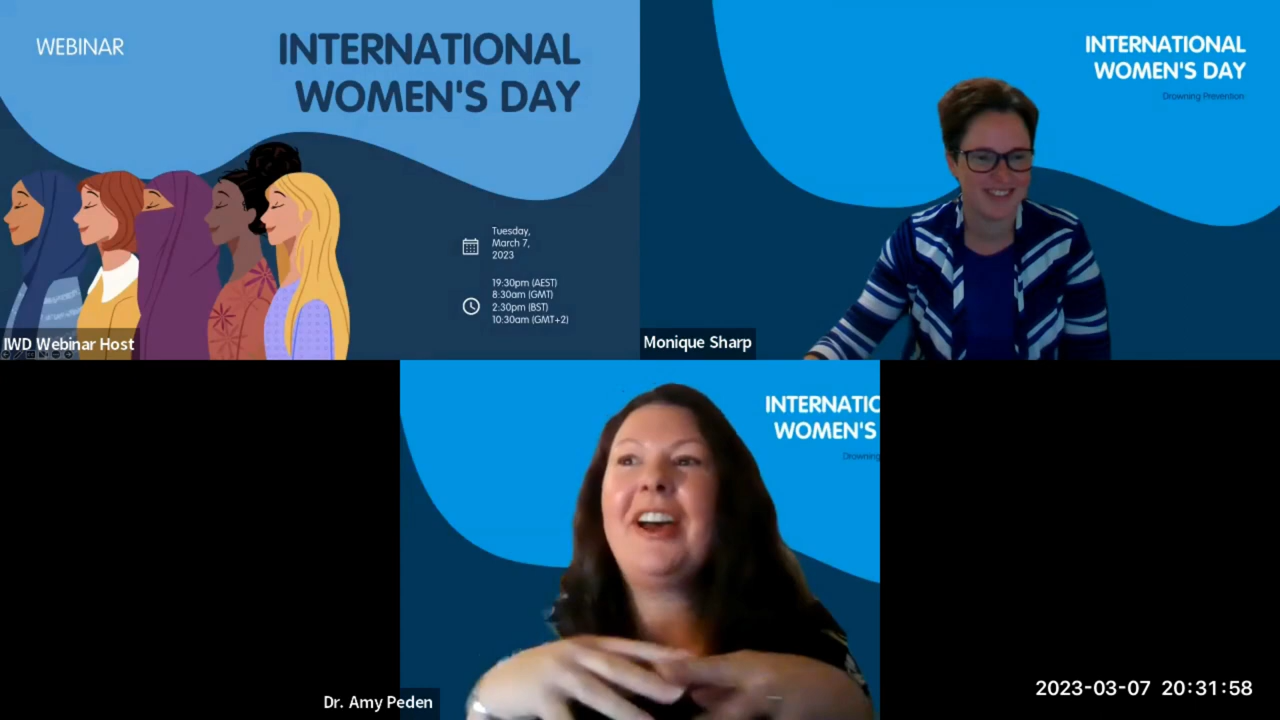 WEBINAR
INTERNATIONAL
WOMEN'S DAY
Tuesday,
March 7,
2023
19:30pm (AEST)
8:30am (GMT)
2:30pm (BST)
10:30am (GMT+2)
IWD Webinar Host
INTERNATIONAL
WOMEN'S DAY
Drowning Prevention
Monique Sharp
INTERNATIO
WOMEN'S
Drowning
Dr. Amy Peden
2023-03-07 20:31:58